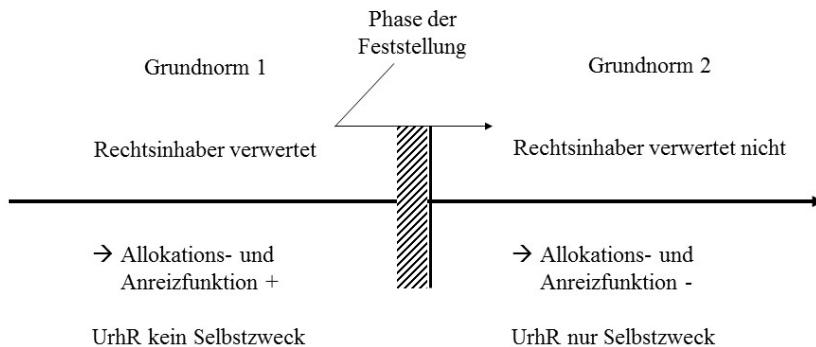 Phase der
Feststellung
Grundnorm 1
Grundnorm 2
Rechtsinhaber verwertet
Rechtsinhaber verwertet nicht
→ Allokations- und
Anreizfunktion +
→ Allokations- und
Anreizfunktion -
UrhR kein Selbstzweck
UrhR nur Selbstzweck